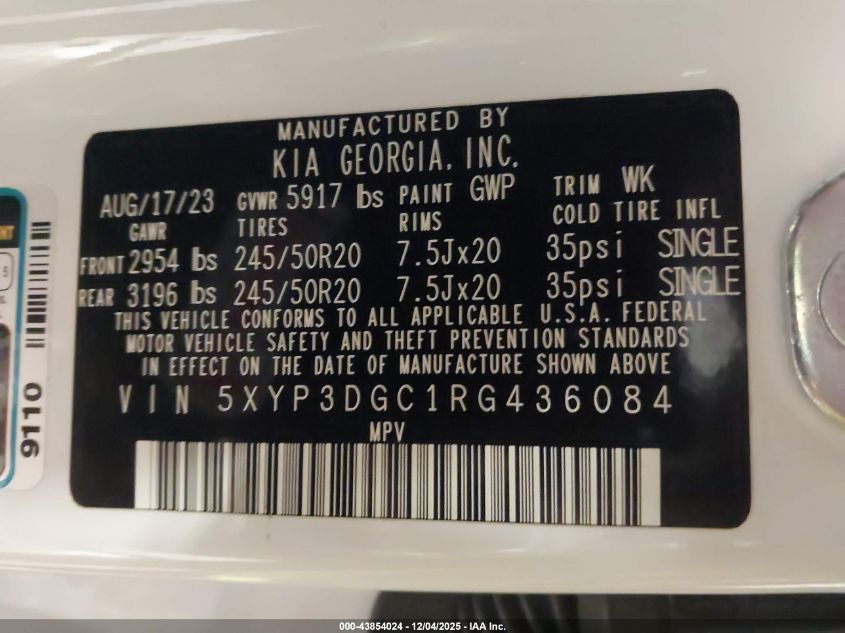 MANUFACTURED BY
KIA GEORGIA. INC.
AUG/17/23 GVWR 5917 lbs PAINT GWP TRIM WK
GAWR TIRES RIMS COLD TIRE INFL
FRONT 2954 lbs 245/50R20 7.5Jx20 35psi SINGLE
REAR 3196 lbs 245/50R20 7.5Jx20 35psi SINGLE
THIS VEHICLE CONFORMS TO ALL APPLICABLE U.S.A. FEDERAL
MOTOR VEHICLE SAFETY AND THEFT PREVENTION STANDARDS
IN EFFECT ON THE DATE OF MANUFACTURE SHOWN ABOVE
VIN 5XYP3DGC1RG436084
MPV
9110
5
000-43854024 - 12/04/2025 - IAA Inc.